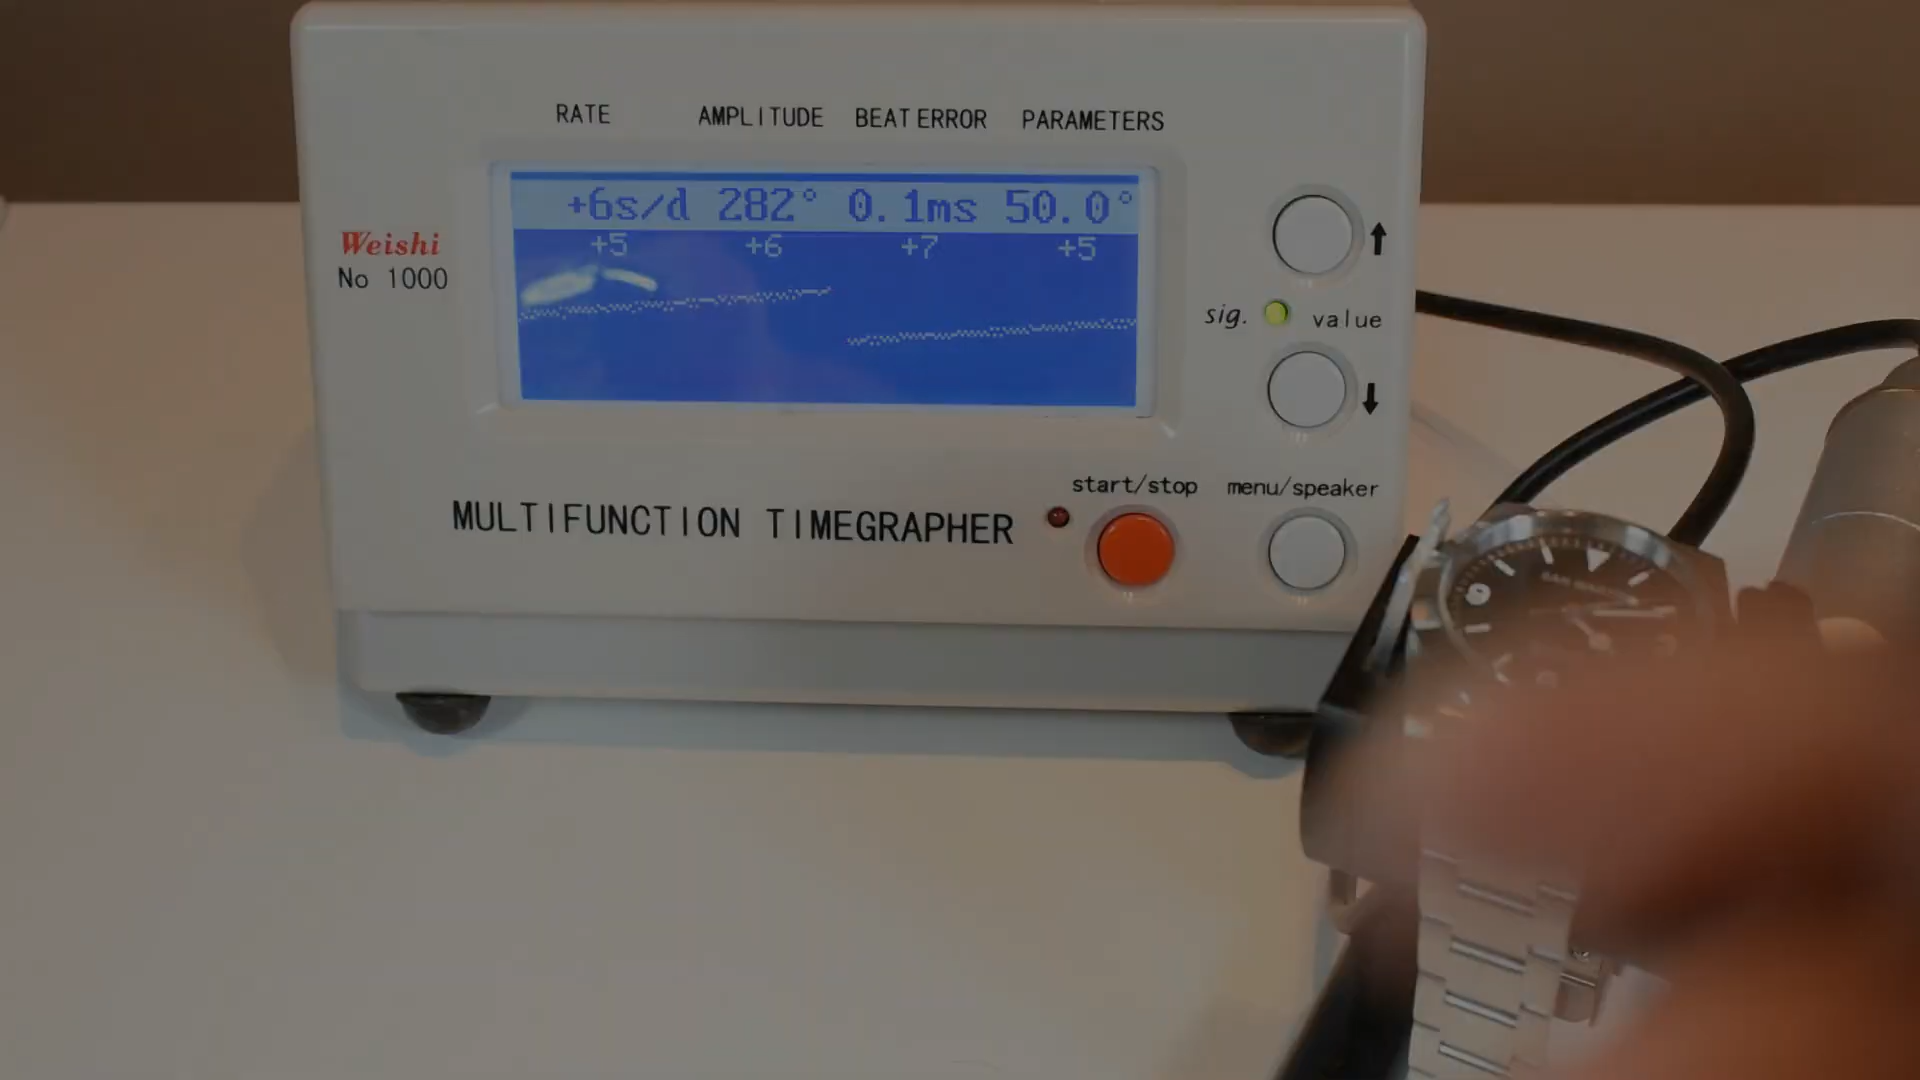 RATE AMPLITUDE BEAT ERROR PARAMETERS
+6s/d 282° 0.1ms 50.0°
+5 +6 +7 +5
Weishi
No 1000
sig. value
start/stop menu/speaker
MULTIFUNCTION TIMEGRAPHER